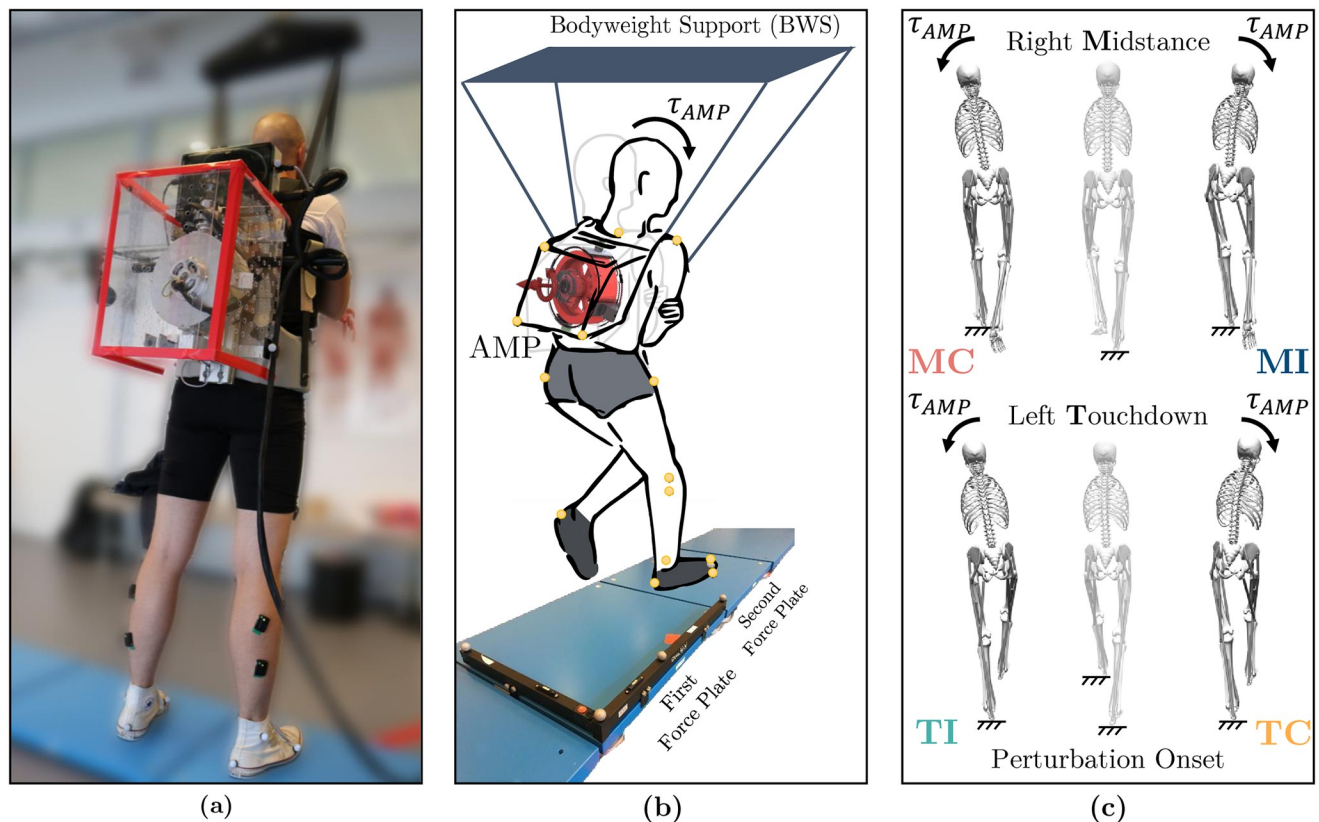 Bodyweight Support (BWS)
τ_AMP
AMP
First
Force Plate
Second
Force Plate
τ_AMP
Right Midstance
τ_AMP
MC
MI
τ_AMP
Left Touchdown
τ_AMP
TI
TC
Perturbation Onset
(a)
(b)
(c)